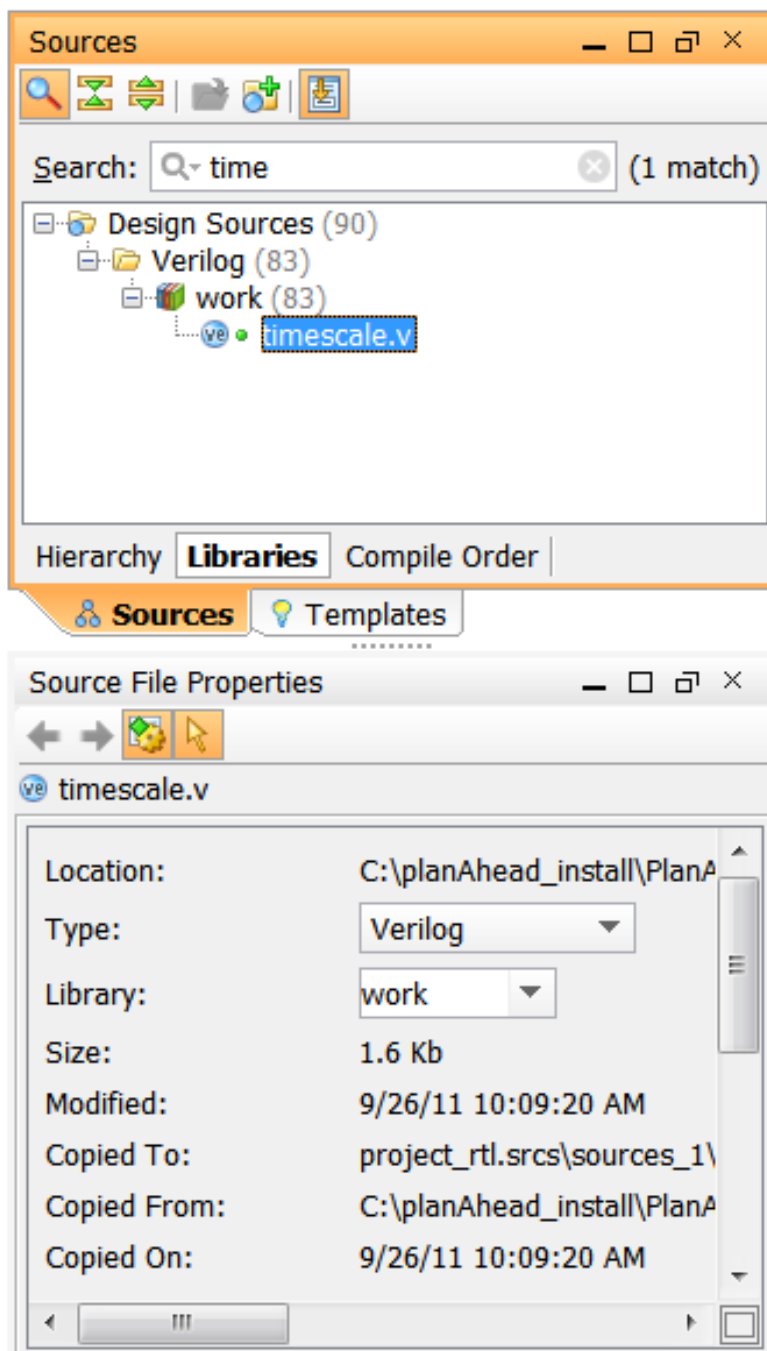 Sources
Search: time (1 match)
Design Sources (90)
Verilog (83)
work (83)
timescale.v
Hierarchy Libraries Compile Order
Sources Templates
Source File Properties
timescale.v
Location: C:\planAhead_install\PlanA
Type: Verilog
Library: work
Size: 1.6 Kb
Modified: 9/26/11 10:09:20 AM
Copied To: project_rtl.srcs\sources_1\
Copied From: C:\planAhead_install\PlanA
Copied On: 9/26/11 10:09:20 AM